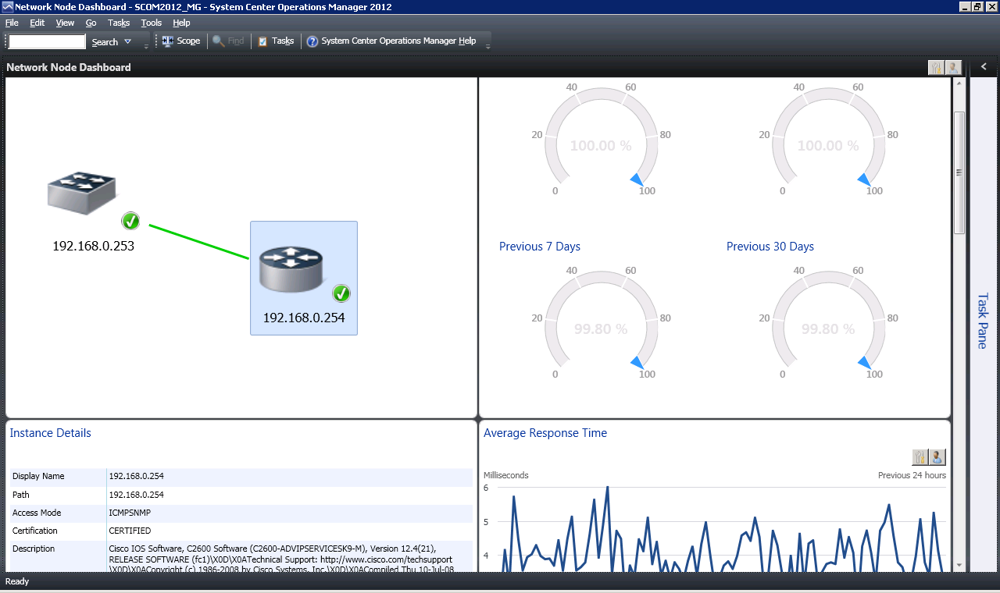 Network Node Dashboard - SCOM2012_MG - System Center Operations Manager 2012
File Edit View Go Tasks Tools Help
Search Scope Find Tasks System Center Operations Manager Help
Network Node Dashboard
192.168.0.253
192.168.0.254
40 60
20 80
100.00 %
0 100
40 60
20 80
100.00 %
0 100
Previous 7 Days
40 60
20 80
99.80 %
0 100
Previous 30 Days
40 60
20 80
99.80 %
0 100
Task Pane
Instance Details
Display Name 192.168.0.254
Path 192.168.0.254
Access Mode ICMPSNMP
Certification CERTIFIED
Description Cisco IOS Software, C2600 Software (C2600-ADVIPSERVICESK9-M), Version 12.4(21),
RELEASE SOFTWARE (fc1)\X0D\X0ATechnical Support: http://www.cisco.com/techsupport
\X0D\X0ACopyright (c) 1986-2008 by Cisco Systems, Inc.\X0D\X0ACompiled Thu 10-Jul-08
Average Response Time
Milliseconds Previous 24 hours
6
5
4
Ready